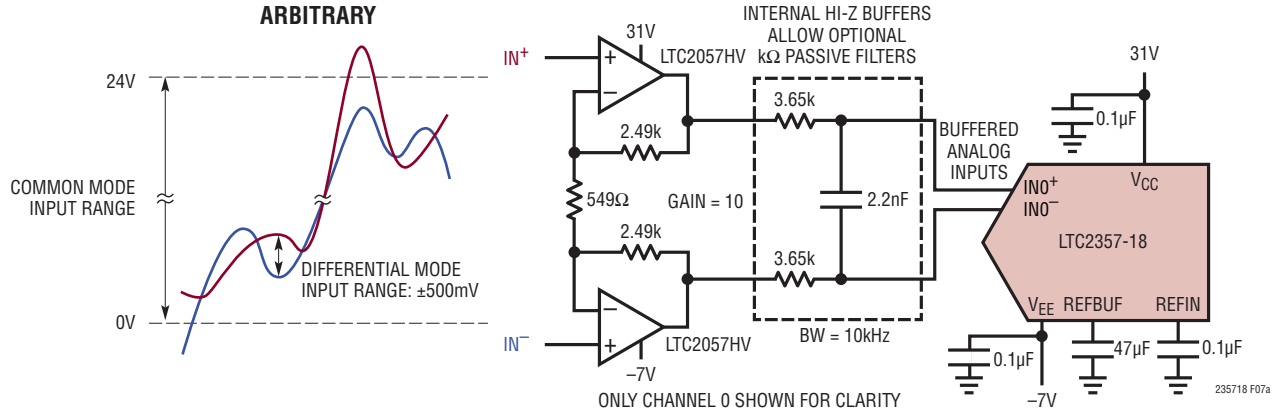 ARBITRARY
24V
COMMON MODE
INPUT RANGE
0V
DIFFERENTIAL MODE
INPUT RANGE: ±500mV
IN+
IN–
31V
LTC2057HV
2.49k
549Ω
GAIN = 10
2.49k
LTC2057HV
–7V
INTERNAL HI-Z BUFFERS
ALLOW OPTIONAL
kΩ PASSIVE FILTERS
3.65k
2.2nF
3.65k
BW = 10kHz
BUFFERED
ANALOG
INPUTS
31V
0.1µF
VCC
IN0+
IN0–
LTC2357-18
VEE
REFBUF
REFIN
0.1µF
47µF
0.1µF
–7V
ONLY CHANNEL 0 SHOWN FOR CLARITY
235718 F07a